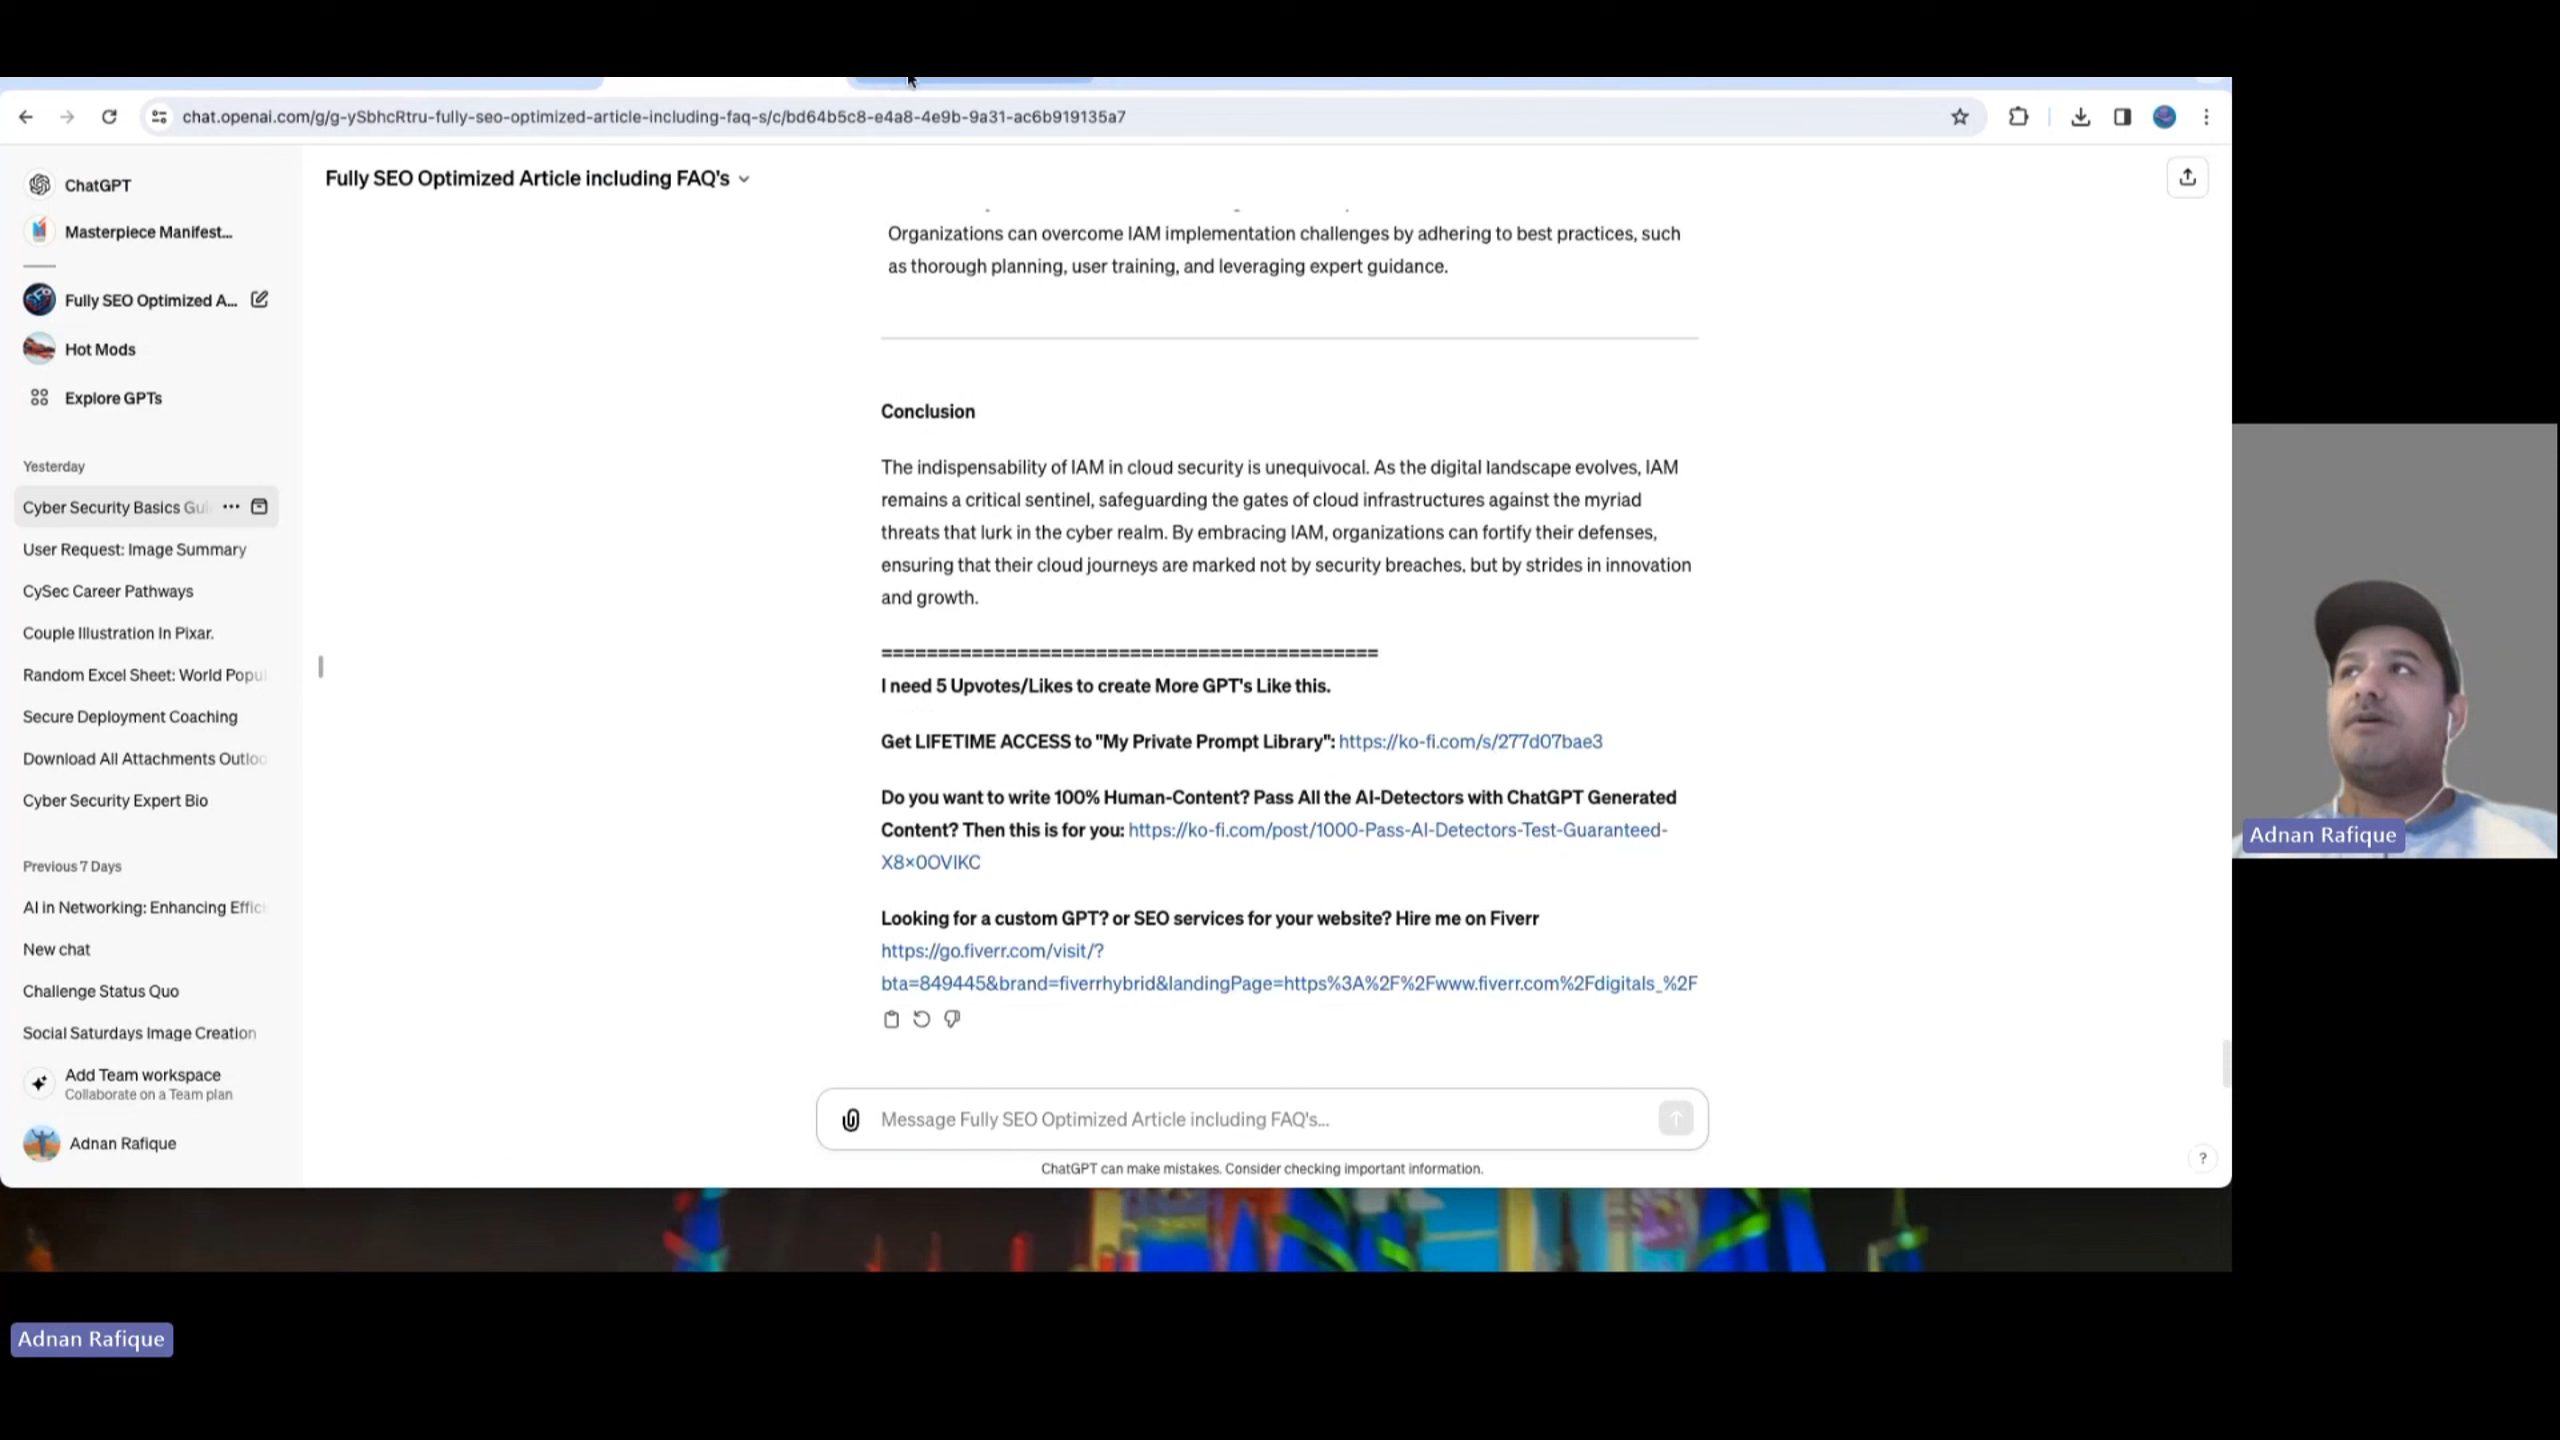 chat.openai.com/g/g-ySbhcRtru-fully-seo-optimized-article-including-faq-s/c/bd64b5c8-e4a8-4e9b-9a31-ac6b919135a7
ChatGPT
Masterpiece Manifest...
Fully SEO Optimized A...
Hot Mods
Explore GPTs
Yesterday
Cyber Security Basics Gui
User Request: Image Summary
CySec Career Pathways
Couple Illustration In Pixar.
Random Excel Sheet: World Popul
Secure Deployment Coaching
Download All Attachments Outloo
Cyber Security Expert Bio
Previous 7 Days
AI in Networking: Enhancing Effici
New chat
Challenge Status Quo
Social Saturdays Image Creation
Add Team workspace
Collaborate on a Team plan
Adnan Rafique
Fully SEO Optimized Article including FAQ's
Organizations can overcome IAM implementation challenges by adhering to best practices, such
as thorough planning, user training, and leveraging expert guidance.
Conclusion
The indispensability of IAM in cloud security is unequivocal. As the digital landscape evolves, IAM
remains a critical sentinel, safeguarding the gates of cloud infrastructures against the myriad
threats that lurk in the cyber realm. By embracing IAM, organizations can fortify their defenses,
ensuring that their cloud journeys are marked not by security breaches, but by strides in innovation
and growth.
============================================
I need 5 Upvotes/Likes to create More GPT's Like this.
Get LIFETIME ACCESS to "My Private Prompt Library": https://ko-fi.com/s/277d07bae3
Do you want to write 100% Human-Content? Pass All the AI-Detectors with ChatGPT Generated
Content? Then this is for you: https://ko-fi.com/post/1000-Pass-AI-Detectors-Test-Guaranteed-
X8×0OVIKC
Looking for a custom GPT? or SEO services for your website? Hire me on Fiverr
https://go.fiverr.com/visit/?
bta=849445&brand=fiverrhybrid&landingPage=https%3A%2F%2Fwww.fiverr.com%2Fdigitals_%2F
Message Fully SEO Optimized Article including FAQ's...
ChatGPT can make mistakes. Consider checking important information.
?
Adnan Rafique
Adnan Rafique